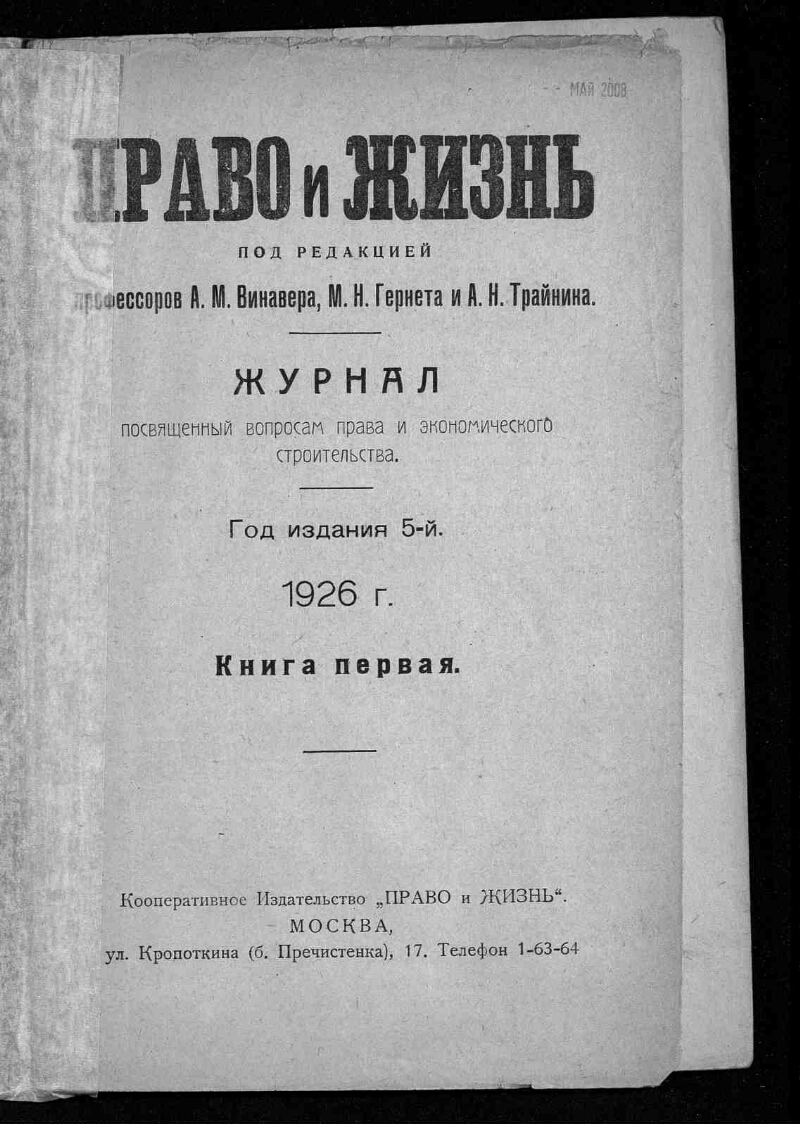 - - МАЙ 2008
ПРАВО и ЖИЗНЬ
ПОД РЕДАКЦИЕЙ
профессоров А. М. Винавера, М. Н. Гернета и А. Н. Трайнина.
ЖУРНАЛ
посвященный вопросам права и экономического
строительства.
Год издания 5-й.
1926 г.
Книга первая.
Кооперативное Издательство „ПРАВО и ЖИЗНЬ“.
МОСКВА,
ул. Кропоткина (б. Пречистенка), 17. Телефон 1-63-64